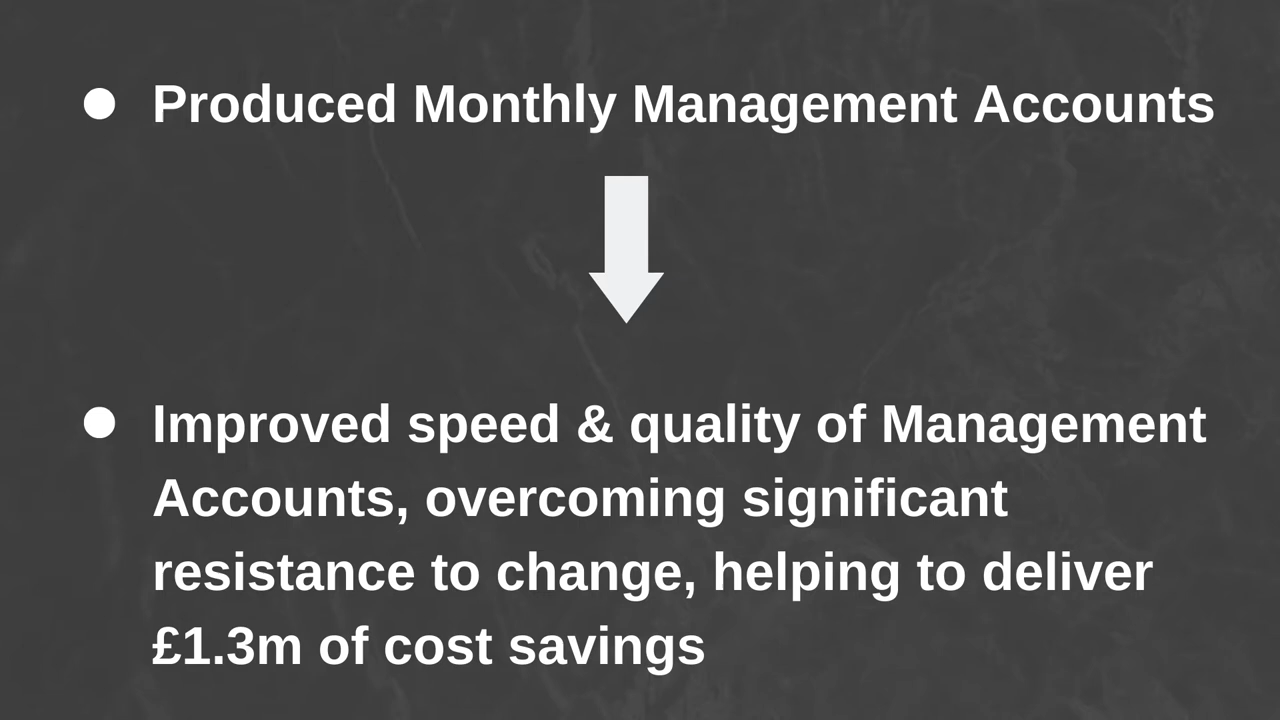 ● Produced Monthly Management Accounts
● Improved speed & quality of Management
Accounts, overcoming significant
resistance to change, helping to deliver
£1.3m of cost savings